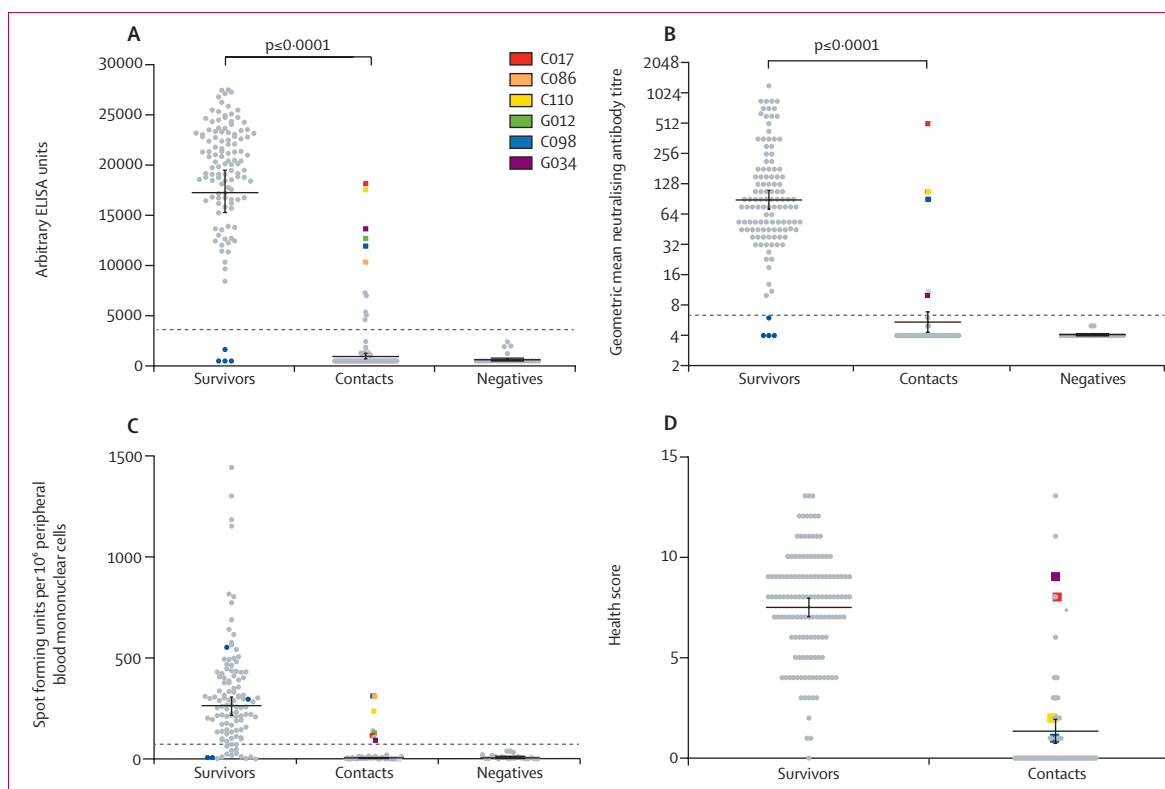 A
p≤0·0001
Arbitrary ELISA units
30000
25000
20000
15000
10000
5000
0
Survivors
Contacts
Negatives
C017
C086
C110
G012
C098
G034
B
p≤0·0001
Geometric mean neutralising antibody titre
2048
1024
512
256
128
64
32
16
8
4
2
Survivors
Contacts
Negatives
C
Spot forming units per 10⁶ peripheral
blood mononuclear cells
1500
1000
500
0
Survivors
Contacts
Negatives
D
Health score
15
10
5
0
Survivors
Contacts